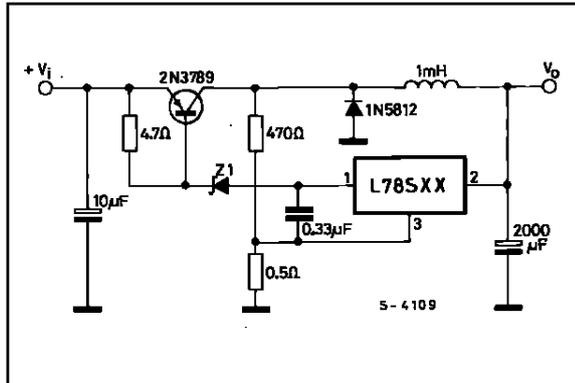 + Vi
2N3789
1mH
Vo
1N5812
4.7Ω
470Ω
Z1
1
L78SXX
2
10µF
0.33µF
3
2000
µF
0.5Ω
S-4109